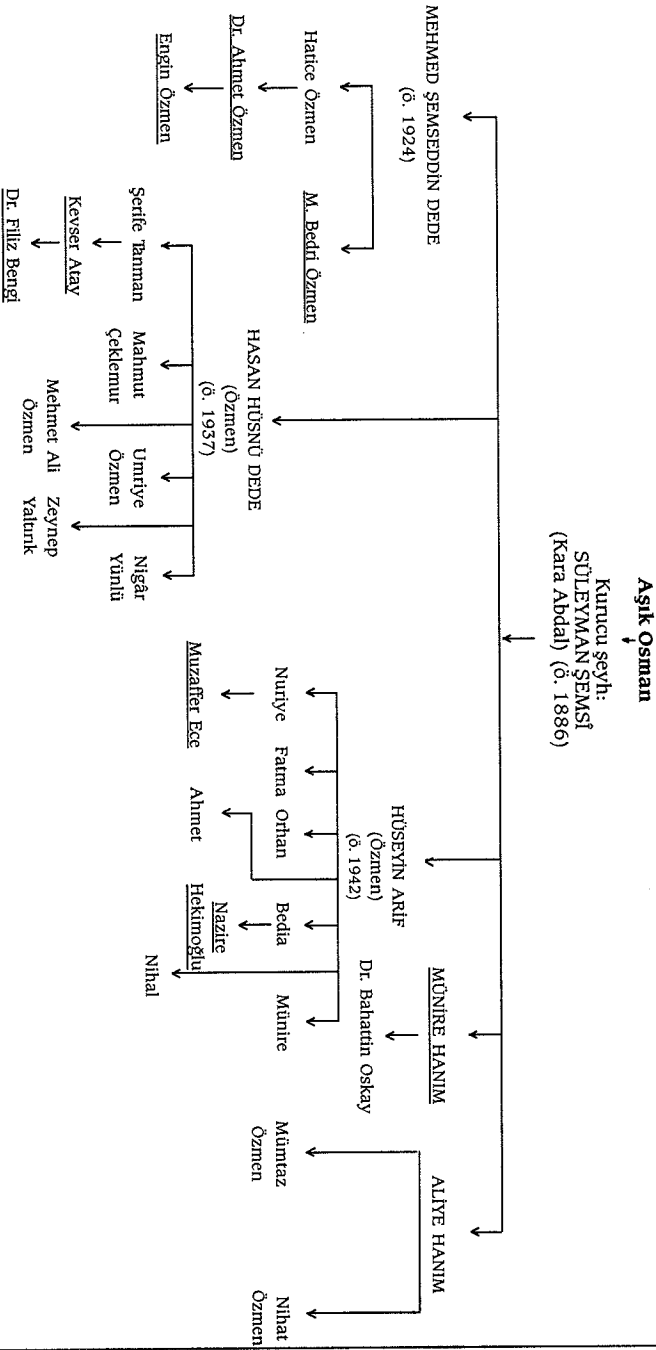 Aşık Osman
Kurucu şeyh:
SÜLEYMAN ŞEMSÎ
(Kara Abdal) (ö. 1886)
MEHMED ŞEMSEDDİN DEDE
(ö. 1924)
Hatice Özmen
M. Bedri Özmen
Dr. Ahmet Özmen
Engin Özmen
HASAN HÜSNÜ DEDE
(Özmen)
(ö. 1937)
Şerife Tanman
Kevser Atay
Dr. Filiz Bengi
Mahmut
Çeklemur
Mehmet Ali
Özmen
Umriye
Özmen
Zeynep
Yaltırık
Nigâr
Yünlü
HÜSEYİN ARİF
(Özmen)
(ö. 1942)
Nuriye
Muzaffer Ece
Fatma
Orhan
Ahmet
Bedia
Nazire
Hekimoğlu
Nihal
Münire
MÜNİRE HANIM
Dr. Bahattin Oskay
ALİYE HANIM
Mümtaz
Özmen
Nihat
Özmen